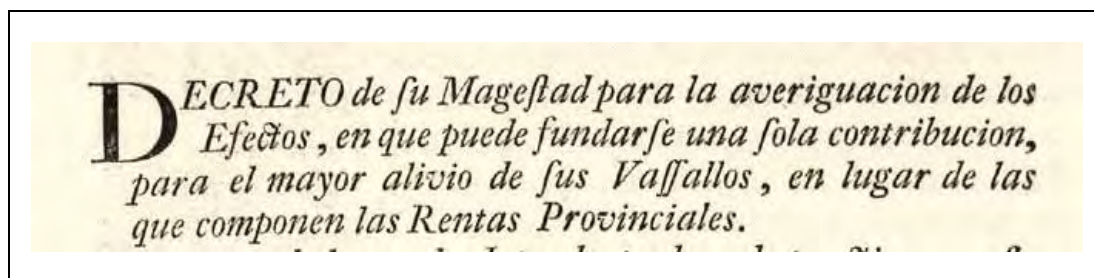 DECRETO de ſu Mageſtad para la averiguacion de los
Efectos, en que puede fundarſe una ſola contribucion,
para el mayor alivio de ſus Vaſſallos, en lugar de las
que componen las Rentas Provinciales.